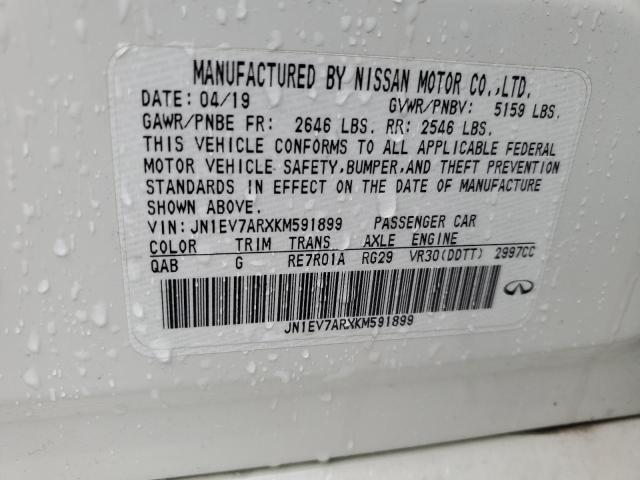 MANUFACTURED BY NISSAN MOTOR CO.,LTD.
DATE: 04/19 GVWR/PNBV: 5159 LBS.
GAWR/PNBE FR: 2646 LBS. RR: 2546 LBS.
THIS VEHICLE CONFORMS TO ALL APPLICABLE FEDERAL
MOTOR VEHICLE SAFETY,BUMPER,AND THEFT PREVENTION
STANDARDS IN EFFECT ON THE DATE OF MANUFACTURE
SHOWN ABOVE.
VIN: JN1EV7ARXKM591899 PASSENGER CAR
COLOR TRIM TRANS AXLE ENGINE
QAB G RE7R01A RG29 VR30(DDTT) 2997CC
JN1EV7ARXKM591899